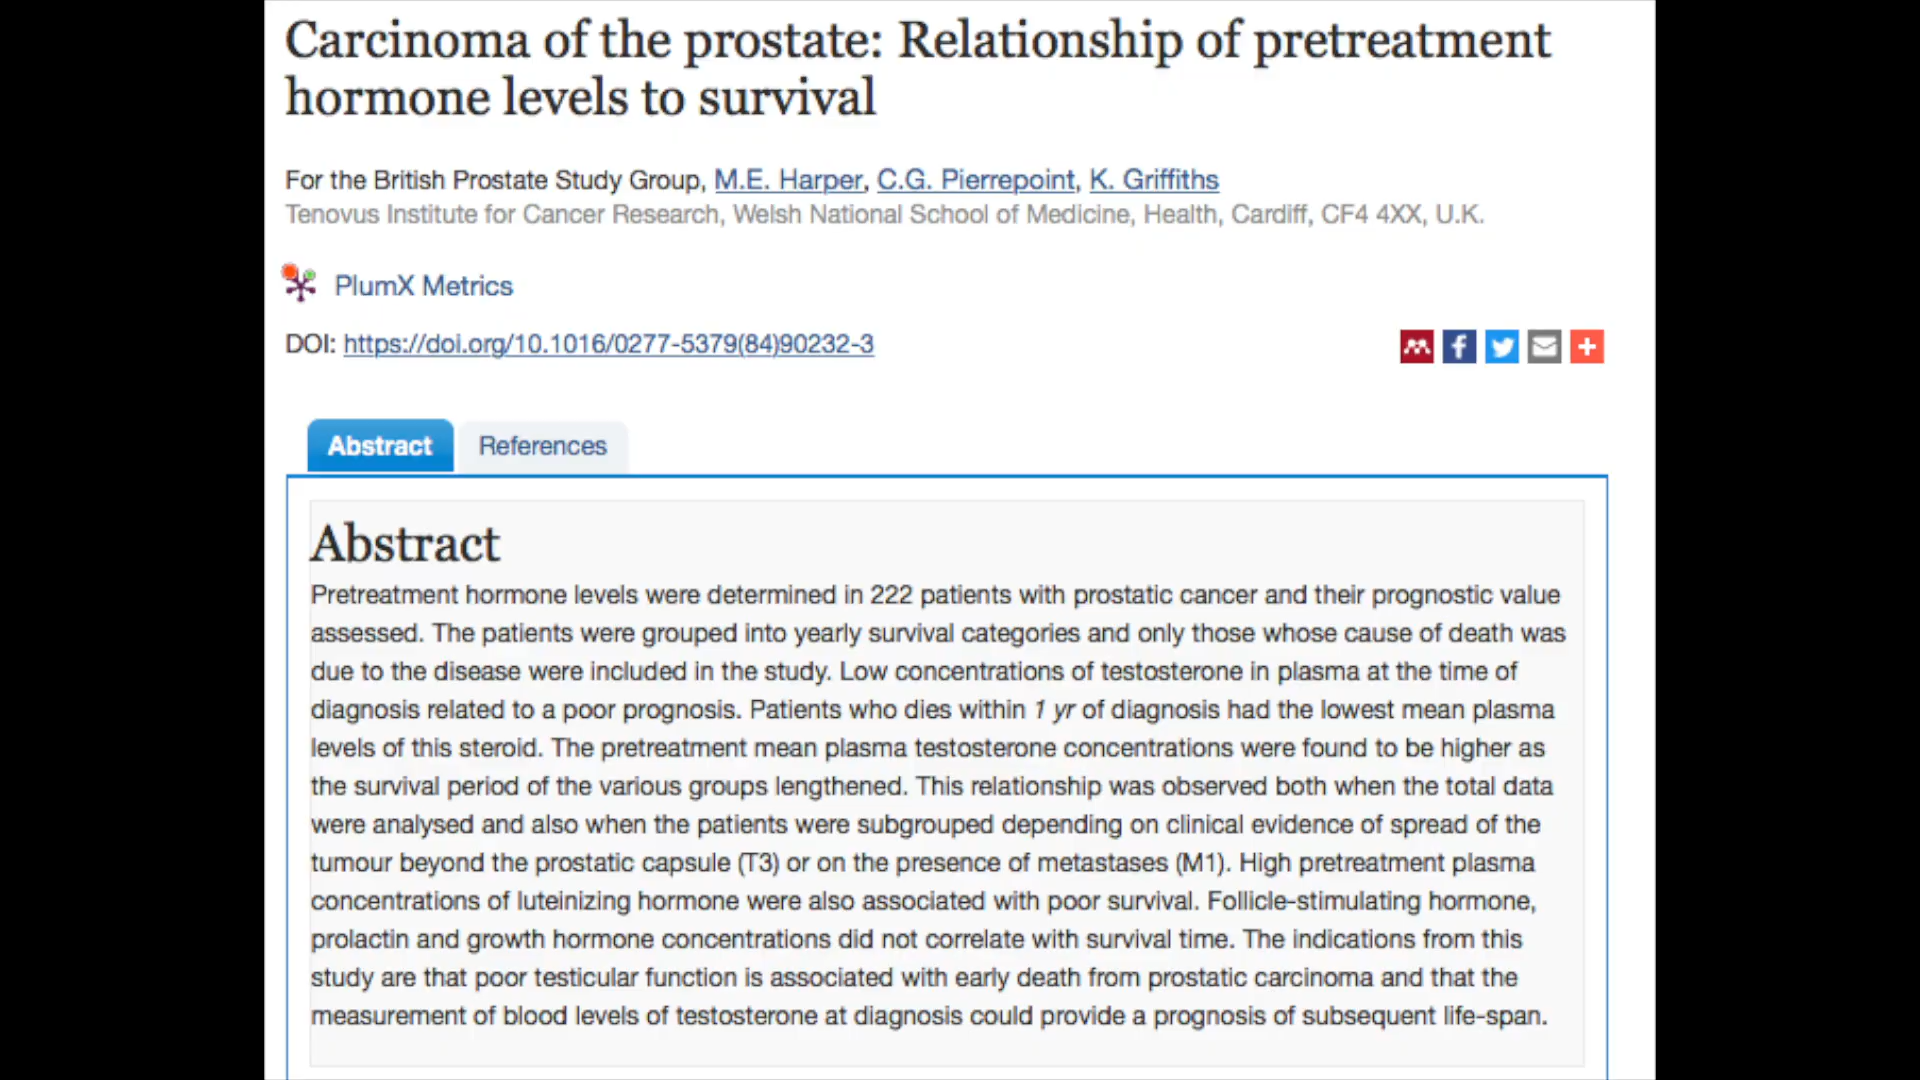 Carcinoma of the prostate: Relationship of pretreatment
hormone levels to survival
For the British Prostate Study Group, M.E. Harper, C.G. Pierrepoint, K. Griffiths
Tenovus Institute for Cancer Research, Welsh National School of Medicine, Health, Cardiff, CF4 4XX, U.K.
PlumX Metrics
DOI: https://doi.org/10.1016/0277-5379(84)90232-3
Abstract References
Abstract
Pretreatment hormone levels were determined in 222 patients with prostatic cancer and their prognostic value
assessed. The patients were grouped into yearly survival categories and only those whose cause of death was
due to the disease were included in the study. Low concentrations of testosterone in plasma at the time of
diagnosis related to a poor prognosis. Patients who dies within 1 yr of diagnosis had the lowest mean plasma
levels of this steroid. The pretreatment mean plasma testosterone concentrations were found to be higher as
the survival period of the various groups lengthened. This relationship was observed both when the total data
were analysed and also when the patients were subgrouped depending on clinical evidence of spread of the
tumour beyond the prostatic capsule (T3) or on the presence of metastases (M1). High pretreatment plasma
concentrations of luteinizing hormone were also associated with poor survival. Follicle-stimulating hormone,
prolactin and growth hormone concentrations did not correlate with survival time. The indications from this
study are that poor testicular function is associated with early death from prostatic carcinoma and that the
measurement of blood levels of testosterone at diagnosis could provide a prognosis of subsequent life-span.